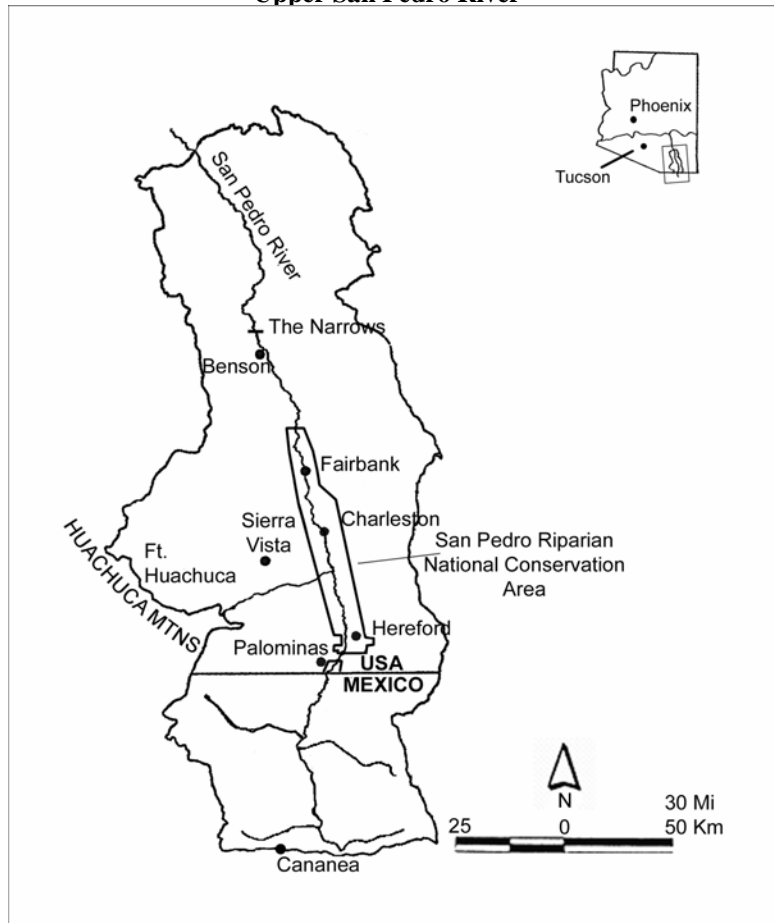 Upper San Pedro River
Phoenix
Tucson
San Pedro River
The Narrows
Benson
Fairbank
Sierra
Vista
Charleston
San Pedro Riparian
National Conservation
Area
Ft.
Huachuca
HUACHUCA MTNS
Hereford
Palominas
USA
MEXICO
N
30 Mi
25 0 50 Km
Cananea